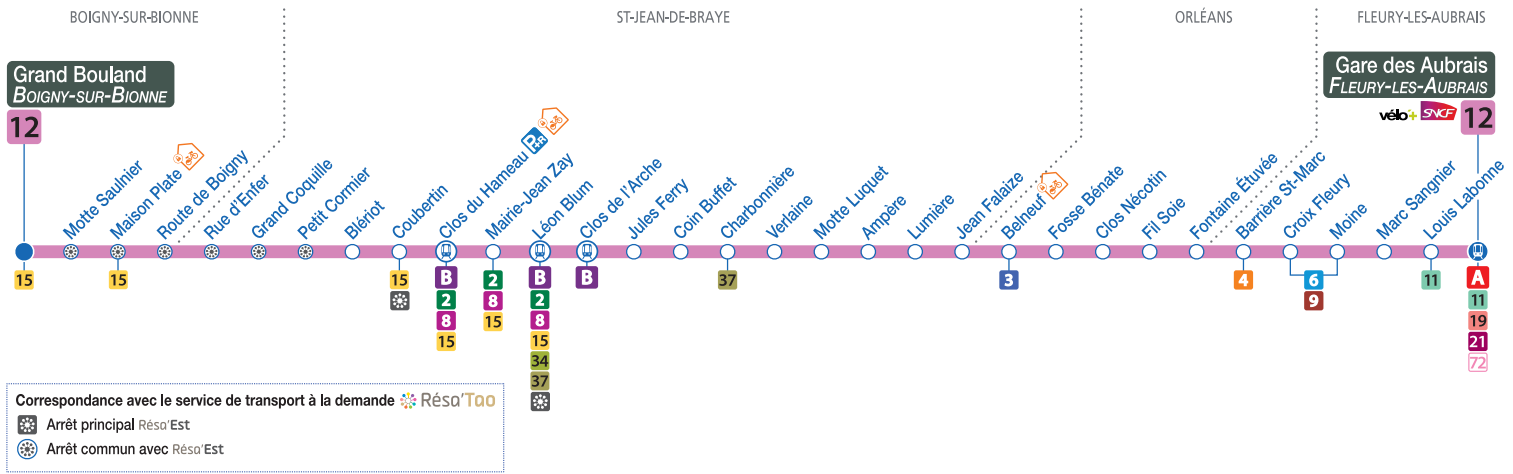 BOIGNY-SUR-BIONNE
ST-JEAN-DE-BRAYE
ORLÉANS
FLEURY-LES-AUBRAIS
Grand Bouland
BOIGNY-SUR-BIONNE
12
Gare des Aubrais
FLEURY-LES-AUBRAIS
vélo+ SNCF 12
Motte Saulnier
Maison Plate
Route de Boigny
Rue d'Enfer
Grand Coquille
Petit Cormier
Blériot
Coubertin
Clos du Hameau P+R
Mairie-Jean Zay
Léon Blum
Clos de l'Arche
Jules Ferry
Coin Buffet
Charbonnière
Verlaine
Motte Luquet
Ampère
Lumière
Jean Falaize
Belneuf
Fosse Bénate
Clos Nécotin
Fil Soie
Fontaine Étuvée
Barrière St-Marc
Croix Fleury
Moine
Marc Sangnier
Louis Labonne
15
15
15
B
2
8
15
2
8
15
B
2
8
15
34
37
B
37
3
4
6
9
11
A
11
19
21
72
Correspondance avec le service de transport à la demande Résa'Tao
Arrêt principal Résa'Est
Arrêt commun avec Résa'Est